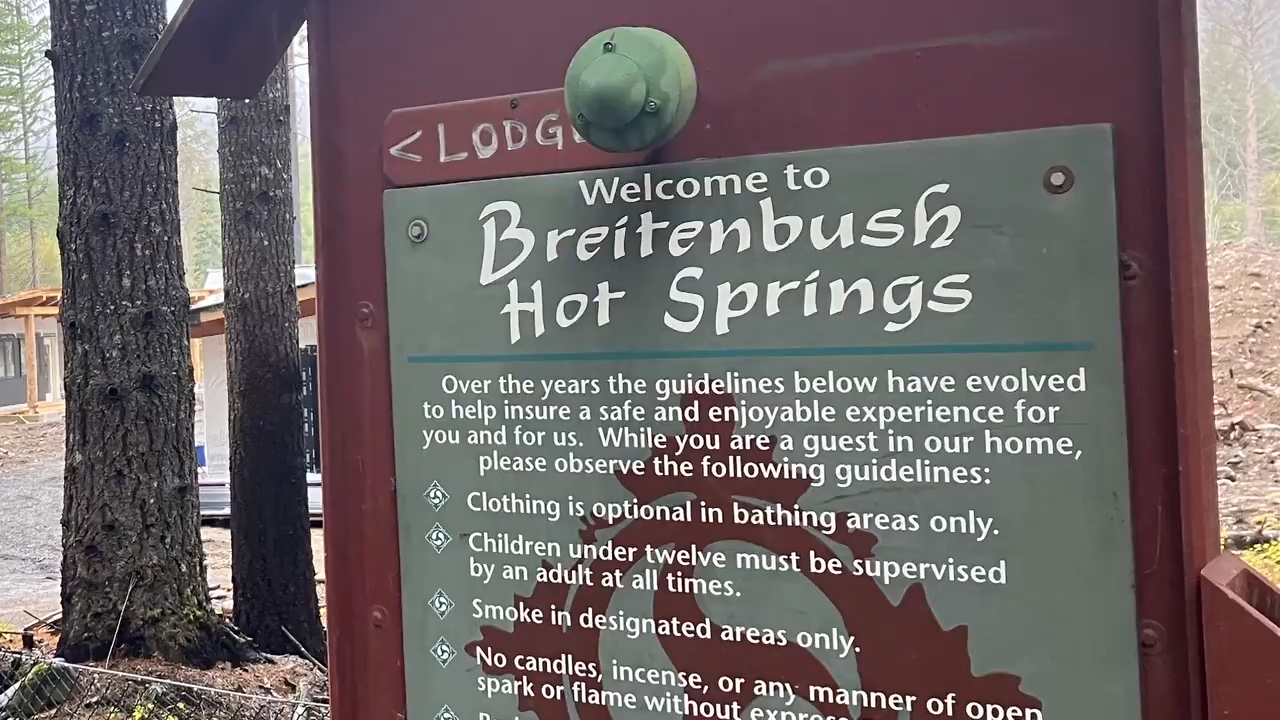 < LODGE
Welcome to
Breitenbush
Hot Springs
Over the years the guidelines below have evolved
to help insure a safe and enjoyable experience for
you and for us. While you are a guest in our home,
please observe the following guidelines:
Clothing is optional in bathing areas only.
Children under twelve must be supervised
by an adult at all times.
Smoke in designated areas only.
No candles, incense, or any manner of open
spark or flame without express